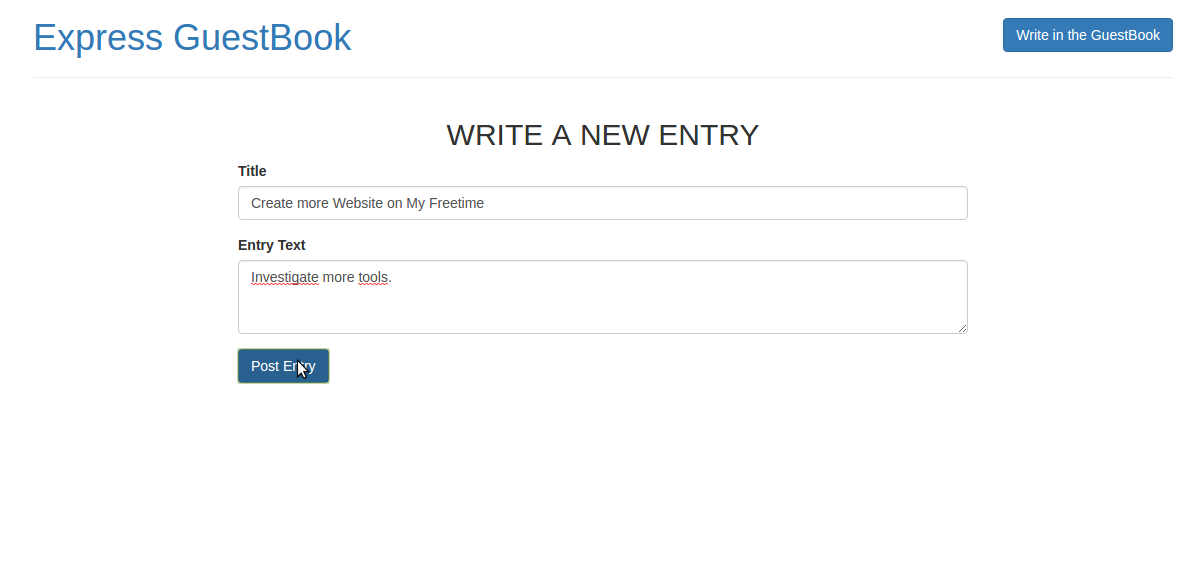 Express GuestBook
Write in the GuestBook
WRITE A NEW ENTRY
Title
Create more Website on My Freetime
Entry Text
Investigate more tools.
Post Entry